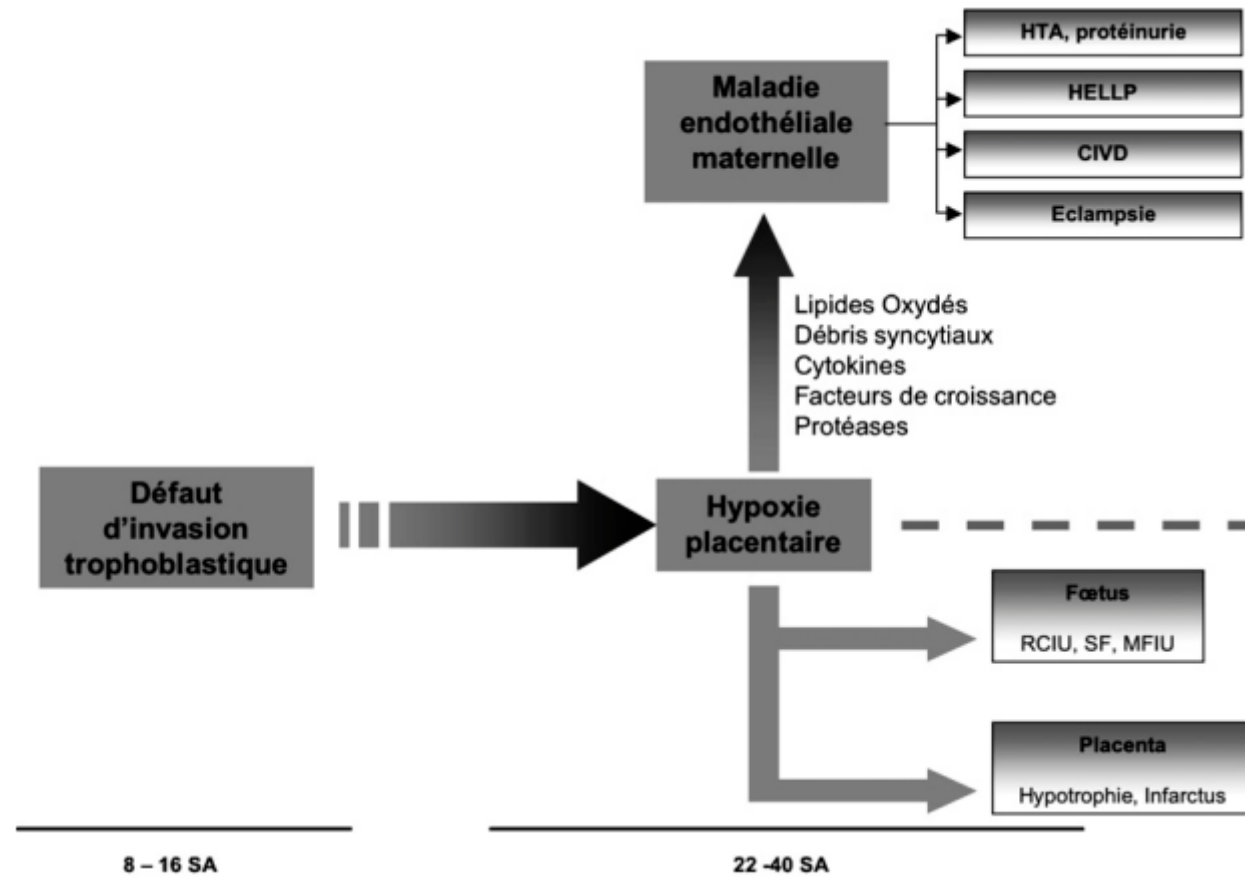 HTA, protéinurie
HELLP
CIVD
Eclampsie
Maladie
endothéliale
maternelle
Lipides Oxydés
Débris syncytiaux
Cytokines
Facteurs de croissance
Protéases
Défaut
d'invasion
trophoblastique
Hypoxie
placentaire
Fœtus
RCIU, SF, MFIU
Placenta
Hypotrophie, Infarctus
8 – 16 SA
22 -40 SA